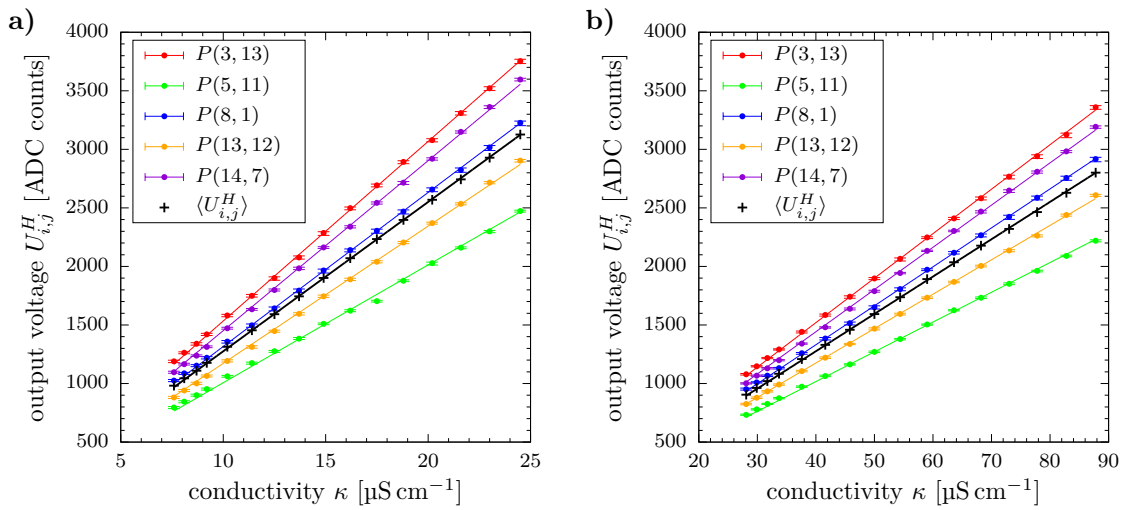 a)
output voltage U^H_{i,j} [ADC counts]
4000
3500
3000
2500
2000
1500
1000
500
P(3, 13)
P(5, 11)
P(8, 1)
P(13, 12)
P(14, 7)
⟨U^H_{i,j}⟩
5 10 15 20 25
conductivity κ [µS cm⁻¹]
b)
output voltage U^H_{i,j} [ADC counts]
4000
3500
3000
2500
2000
1500
1000
500
P(3, 13)
P(5, 11)
P(8, 1)
P(13, 12)
P(14, 7)
⟨U^H_{i,j}⟩
20 30 40 50 60 70 80 90
conductivity κ [µS cm⁻¹]